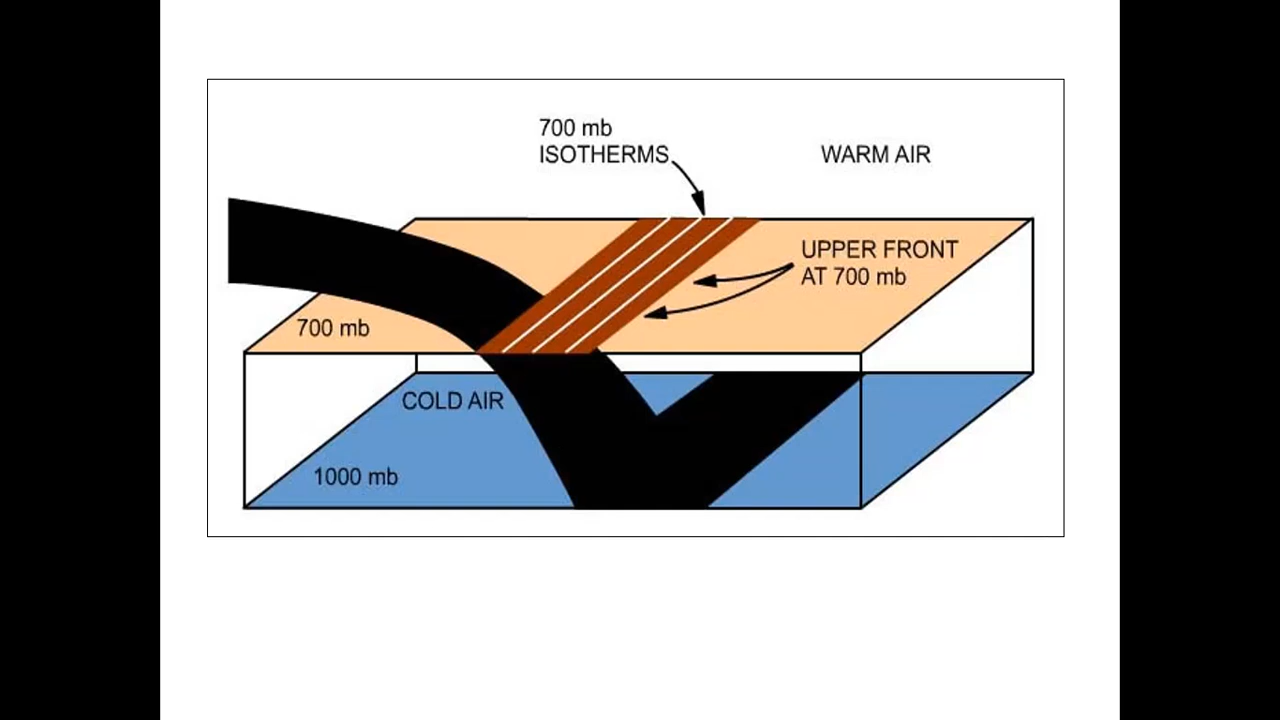 700 mb
ISOTHERMS
WARM AIR
UPPER FRONT
AT 700 mb
700 mb
COLD AIR
1000 mb